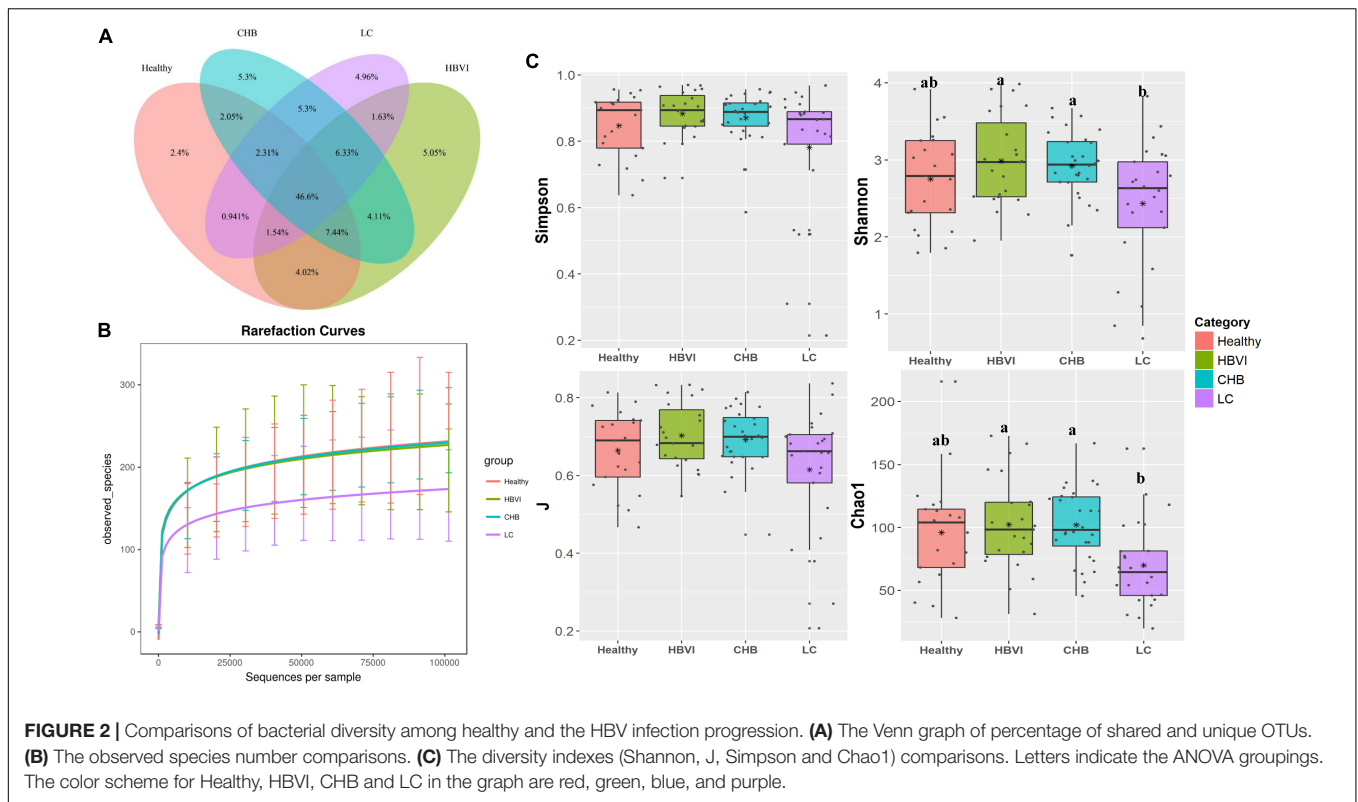 A
CHB
LC
Healthy
HBVI
5.3%
4.96%
2.05%
5.3%
1.63%
2.4%
2.31%
6.33%
5.05%
46.6%
0.941%
4.11%
1.54%
7.44%
4.02%
B
Rarefaction Curves
observed_species
300
200
100
0
0
25000
50000
75000
100000
Sequences per sample
group
Healthy
HBVI
CHB
LC
C
Simpson
1.0
0.8
0.6
0.4
0.2
Healthy
HBVI
CHB
LC
Shannon
4
3
2
1
ab
a
a
b
Healthy
HBVI
CHB
LC
J
0.8
0.6
0.4
0.2
Healthy
HBVI
CHB
LC
Chao1
200
150
100
50
ab
a
a
b
Healthy
HBVI
CHB
LC
Category
Healthy
HBVI
CHB
LC
FIGURE 2 | Comparisons of bacterial diversity among healthy and the HBV infection progression. (A) The Venn graph of percentage of shared and unique OTUs.
(B) The observed species number comparisons. (C) The diversity indexes (Shannon, J, Simpson and Chao1) comparisons. Letters indicate the ANOVA groupings.
The color scheme for Healthy, HBVI, CHB and LC in the graph are red, green, blue, and purple.